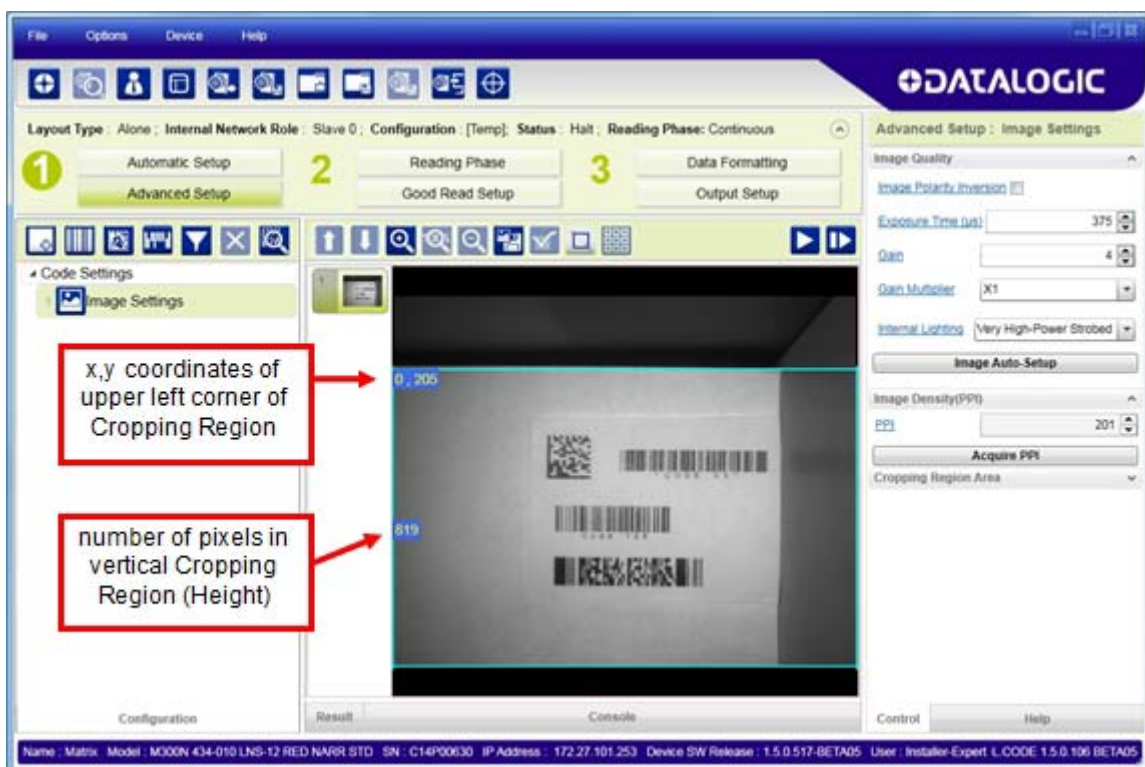 File Options Device Help
DATALOGIC
Layout Type : Alone ; Internal Network Role : Slave 0 ; Configuration : [Temp]; Status : Halt ; Reading Phase: Continuous
1 Automatic Setup 2 Reading Phase 3 Data Formatting
Advanced Setup Good Read Setup Output Setup
Code Settings
Image Settings
x,y coordinates of
upper left corner of
Cropping Region
number of pixels in
vertical Cropping
Region (Height)
1
0 , 205
819
Configuration
Result Console
Advanced Setup : Image Settings
Image Quality
Image Polarity Inversion
Exposure Time (us) 375
Gain 4
Gain Multiplier X1
Internal Lighting Very High-Power Strobed
Image Auto-Setup
Image Density(PPI)
PPI 201
Acquire PPI
Cropping Region Area
Control Help
Name : Matrix Model : M300N 434-010 LNS-12 RED NARR STD SN : C14P00630 IP Address : 172.27.101.253 Device SW Release : 1.5.0.517-BETA05 User : Installer-Expert L.CODE 1.5.0.106 BETA05